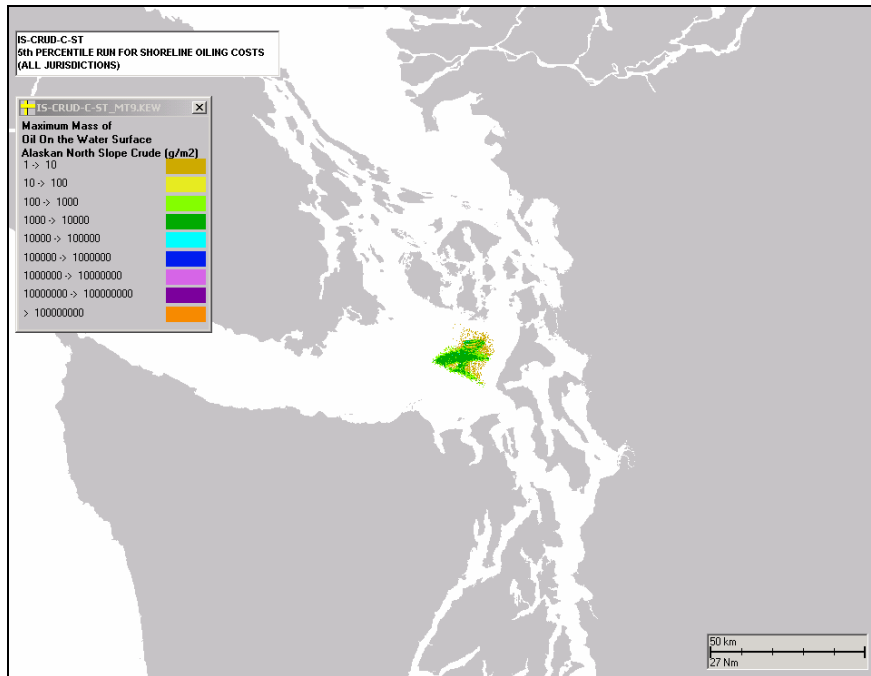 IS-CRUD-C-ST
5th PERCENTILE RUN FOR SHORELINE OILING COSTS
(ALL JURISDICTIONS)
IS-CRUD-C-ST_MT9.KEW
Maximum Mass of
Oil On the Water Surface
Alaskan North Slope Crude (g/m2)
1 -> 10
10 -> 100
100 -> 1000
1000 -> 10000
10000 -> 100000
100000 -> 1000000
1000000 -> 10000000
10000000 -> 100000000
> 100000000
50 km
27 Nm